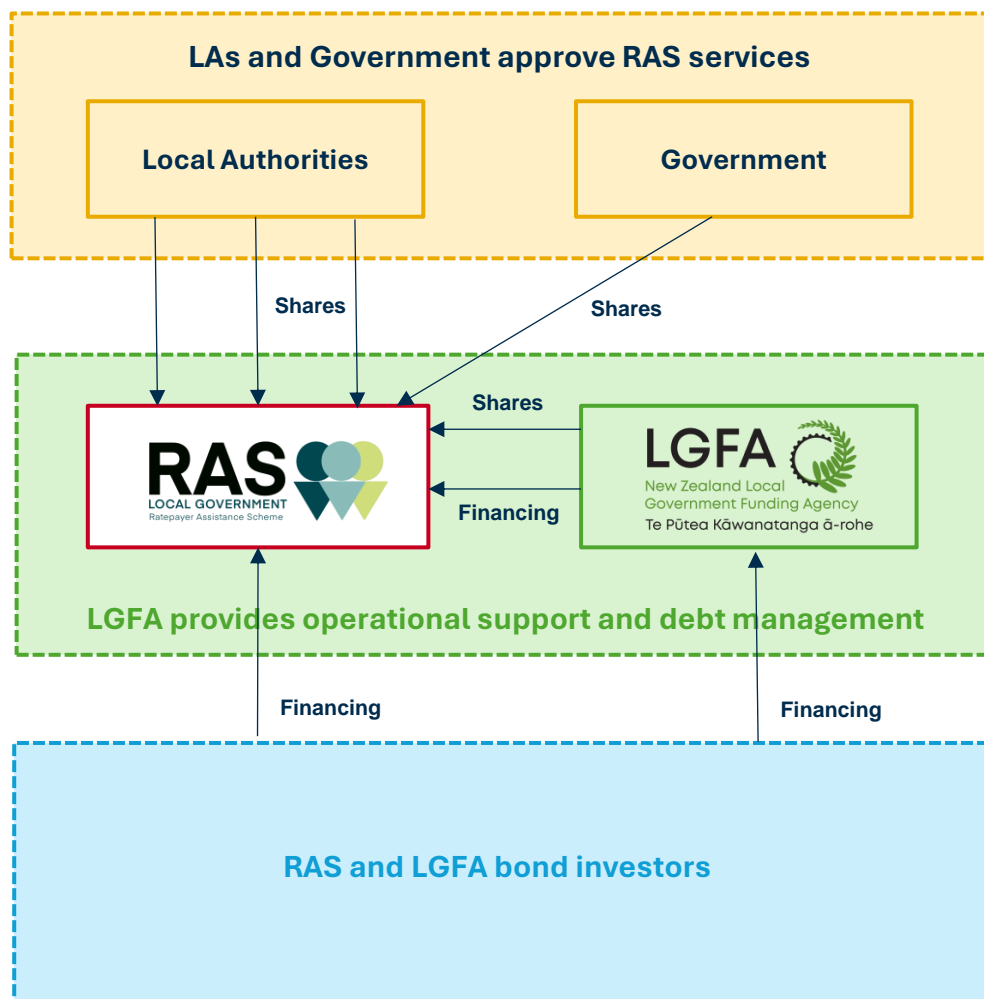 LAs and Government approve RAS services
Local Authorities
Government
Shares
Shares
Shares
RAS
LOCAL GOVERNMENT
Ratepayer Assistance Scheme
Financing
LGFA
New Zealand Local
Government Funding Agency
Te Pūtea Kāwanatanga ā-rohe
LGFA provides operational support and debt management
Financing
Financing
RAS and LGFA bond investors